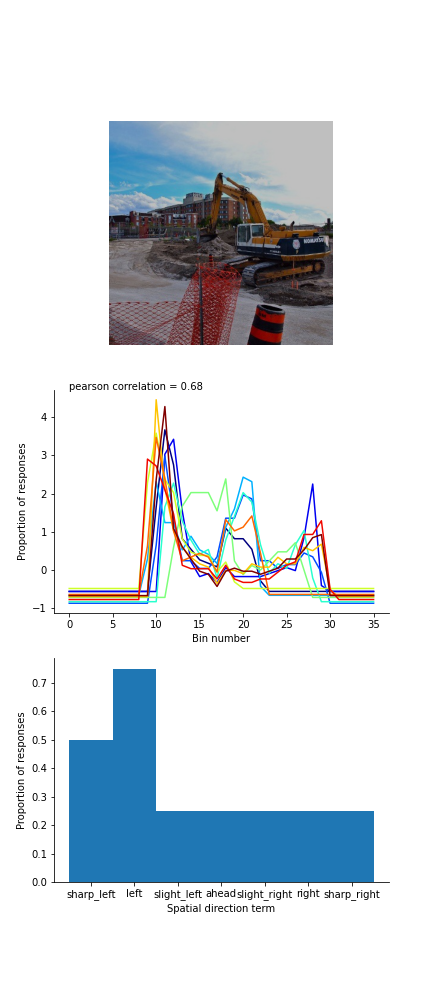 KOMATSU
pearson correlation = 0.68
Proportion of responses
4
3
2
1
0
−1
0 5 10 15 20 25 30 35
Bin number
Proportion of responses
0.7
0.6
0.5
0.4
0.3
0.2
0.1
0.0
sharp_left left slight_left ahead slight_right right sharp_right
Spatial direction term